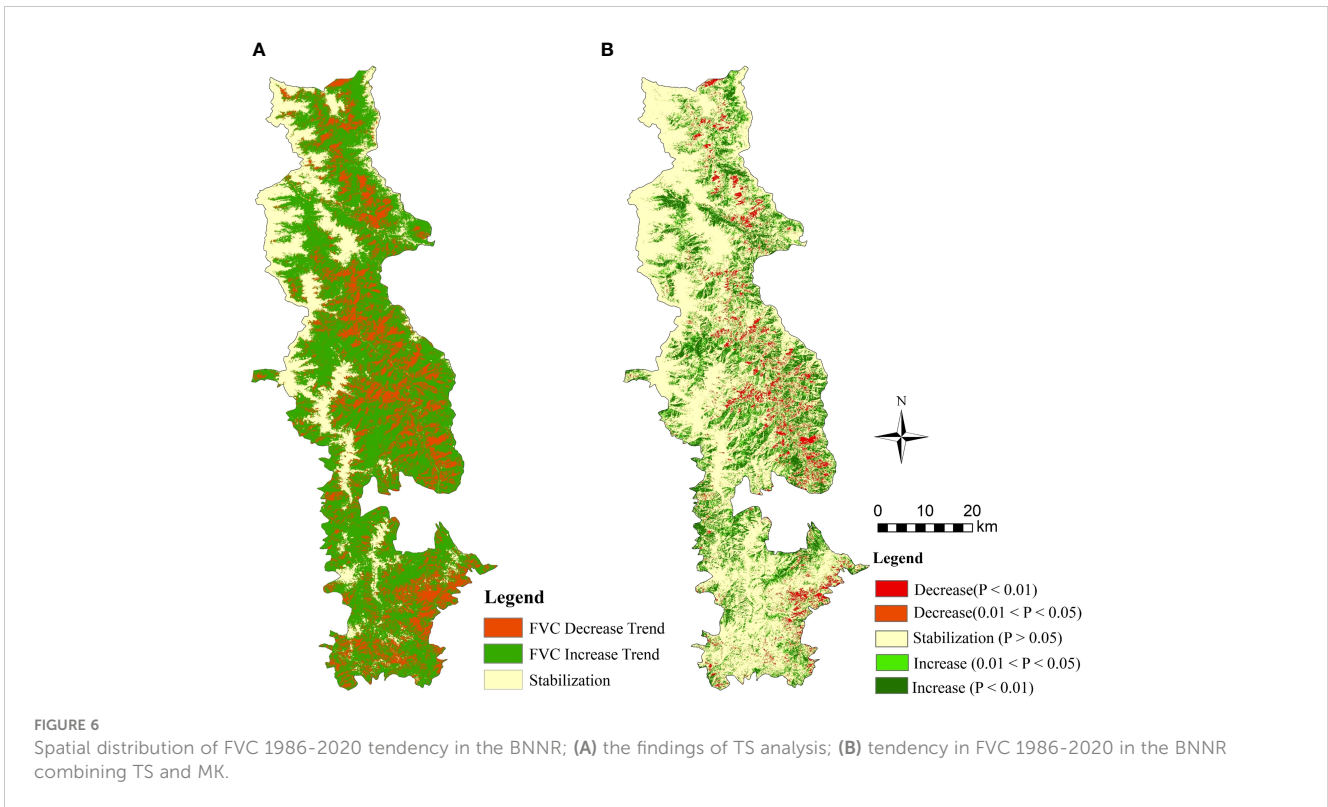 A
B
N
0 10 20
km
Legend
FVC Decrease Trend
FVC Increase Trend
Stabilization
Legend
Decrease(P < 0.01)
Decrease(0.01 < P < 0.05)
Stabilization (P > 0.05)
Increase (0.01 < P < 0.05)
Increase (P < 0.01)
FIGURE 6
Spatial distribution of FVC 1986-2020 tendency in the BNNR; (A) the findings of TS analysis; (B) tendency in FVC 1986-2020 in the BNNR
combining TS and MK.